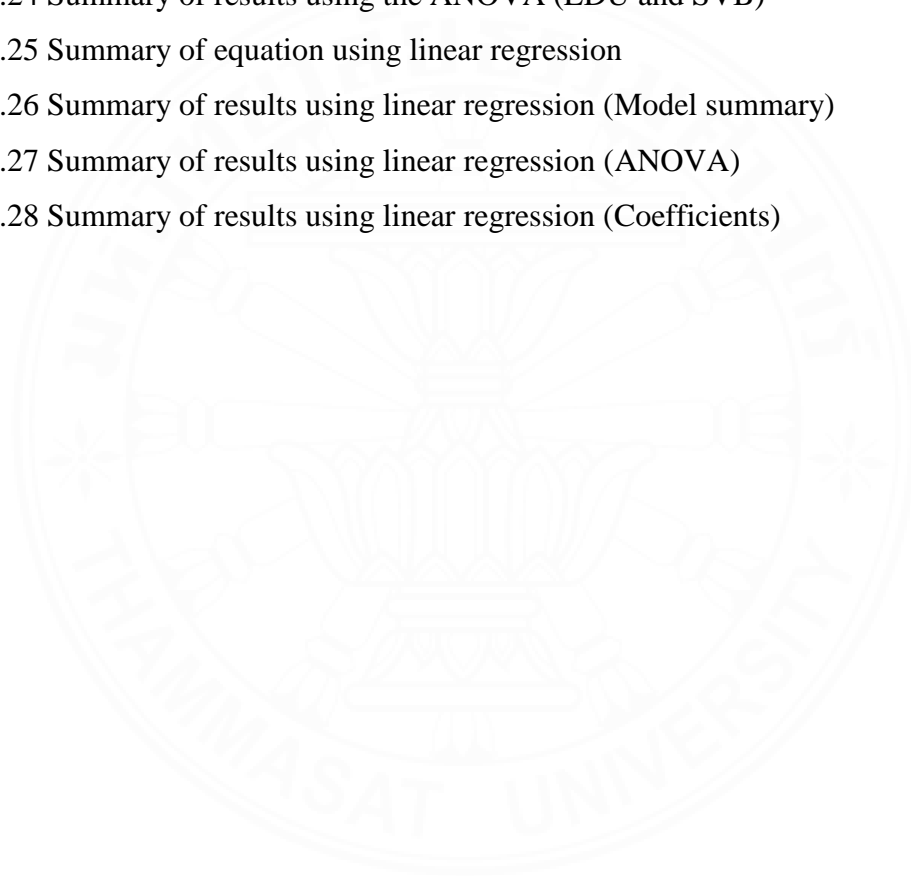 .24 Summary of results using the ANOVA (EDU and SVB)
.25 Summary of equation using linear regression
.26 Summary of results using linear regression (Model summary)
.27 Summary of results using linear regression (ANOVA)
.28 Summary of results using linear regression (Coefficients)
THAMMASAT UNIVERSITY